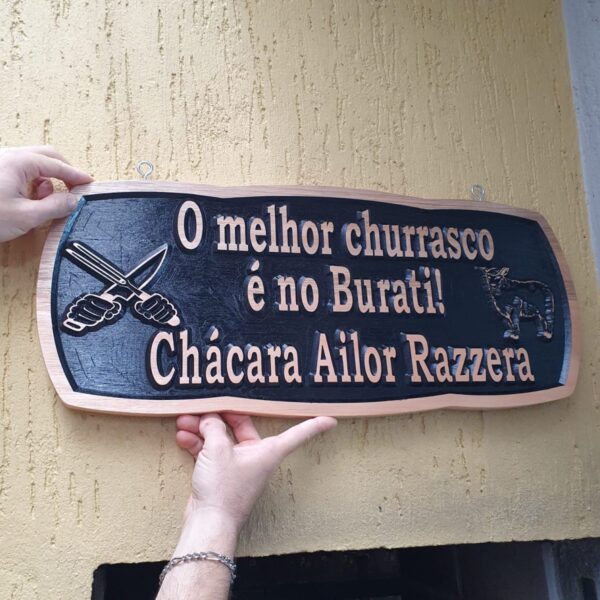 O melhor churrasco
é no Burati!
Chácara Ailor Razzera